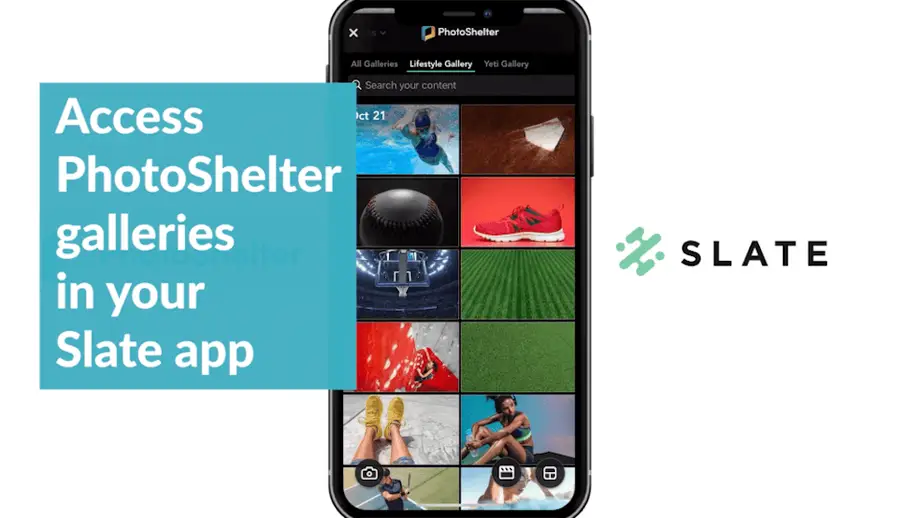 Access
PhotoShelter
galleries
in your
Slate app
PhotoShelter
All Galleries Lifestyle Gallery Yeti Gallery
Search your content
Oct 21
SLATE